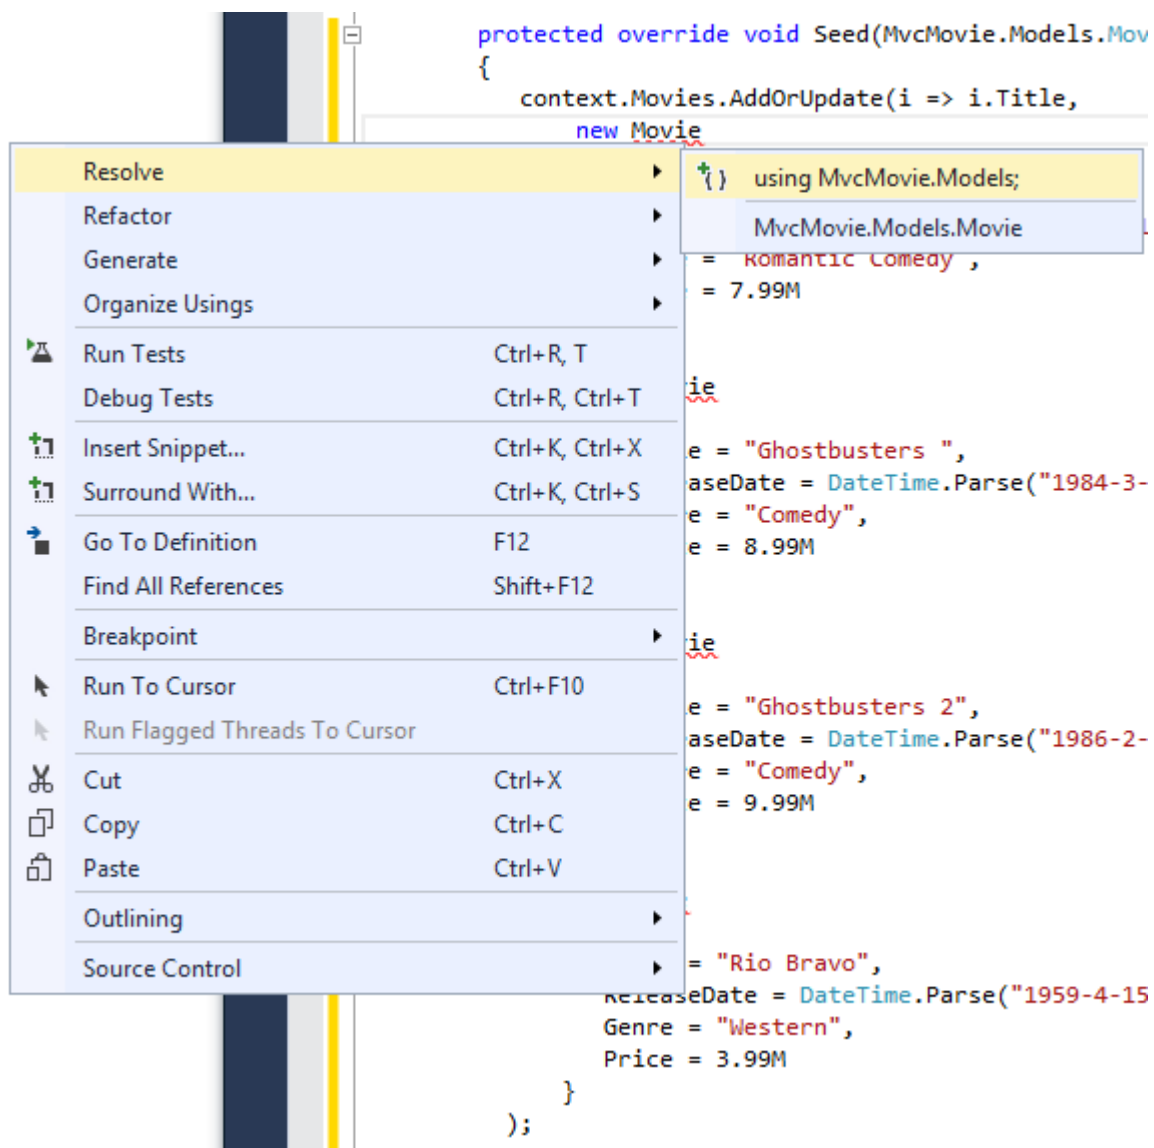 protected override void Seed(MvcMovie.Models.Mov
{
context.Movies.AddOrUpdate(i => i.Title,
new Movie
Resolve
using MvcMovie.Models;
Refactor
MvcMovie.Models.Movie
Generate
= "Romantic Comedy",
Organize Usings
= 7.99M
Run Tests Ctrl+R, T
Debug Tests Ctrl+R, Ctrl+T
ie
Insert Snippet... Ctrl+K, Ctrl+X
e = "Ghostbusters ",
Surround With... Ctrl+K, Ctrl+S
aseDate = DateTime.Parse("1984-3-
e = "Comedy",
Go To Definition F12
e = 8.99M
Find All References Shift+F12
Breakpoint
ie
Run To Cursor Ctrl+F10
e = "Ghostbusters 2",
Run Flagged Threads To Cursor
aseDate = DateTime.Parse("1986-2-
e = "Comedy",
Cut Ctrl+X
e = 9.99M
Copy Ctrl+C
Paste Ctrl+V
Outlining
Source Control
= "Rio Bravo",
ReleaseDate = DateTime.Parse("1959-4-15
Genre = "Western",
Price = 3.99M
}
);